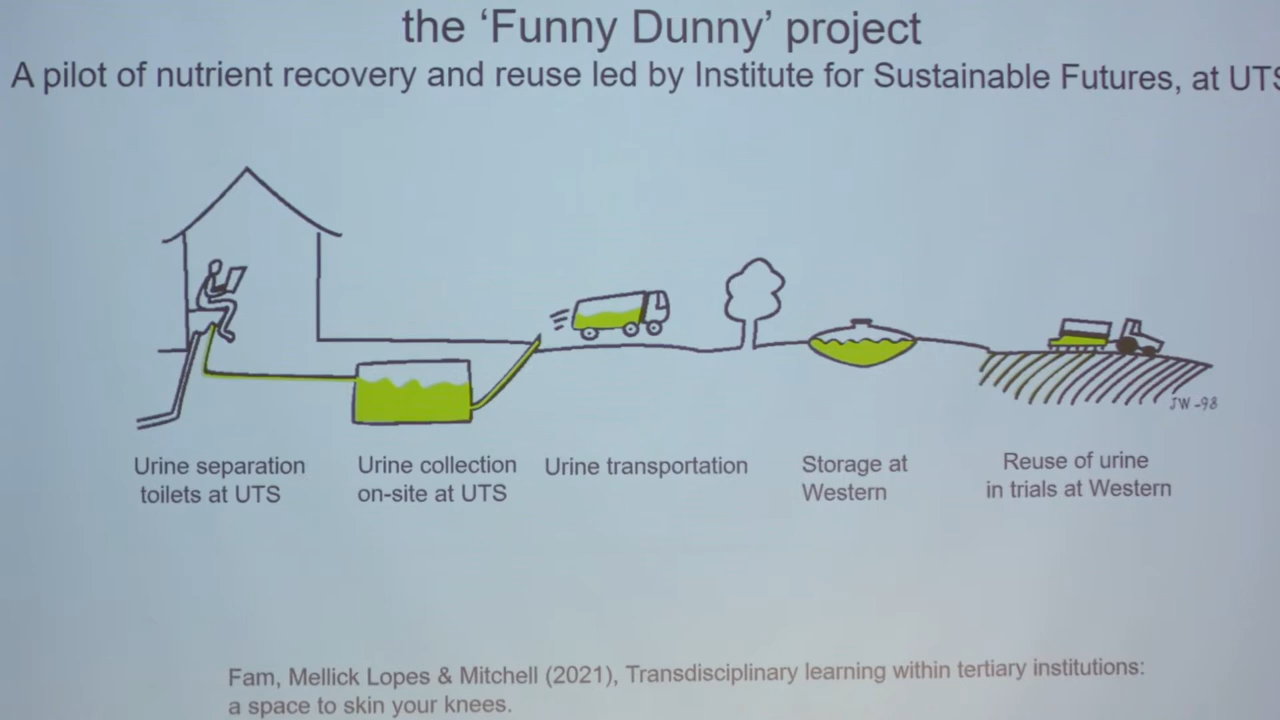 the ‘Funny Dunny’ project
A pilot of nutrient recovery and reuse led by Institute for Sustainable Futures, at UTS
JW-98
Urine separation
toilets at UTS
Urine collection
on-site at UTS
Urine transportation
Storage at
Western
Reuse of urine
in trials at Western
Fam, Mellick Lopes & Mitchell (2021), Transdisciplinary learning within tertiary institutions:
a space to skin your knees.